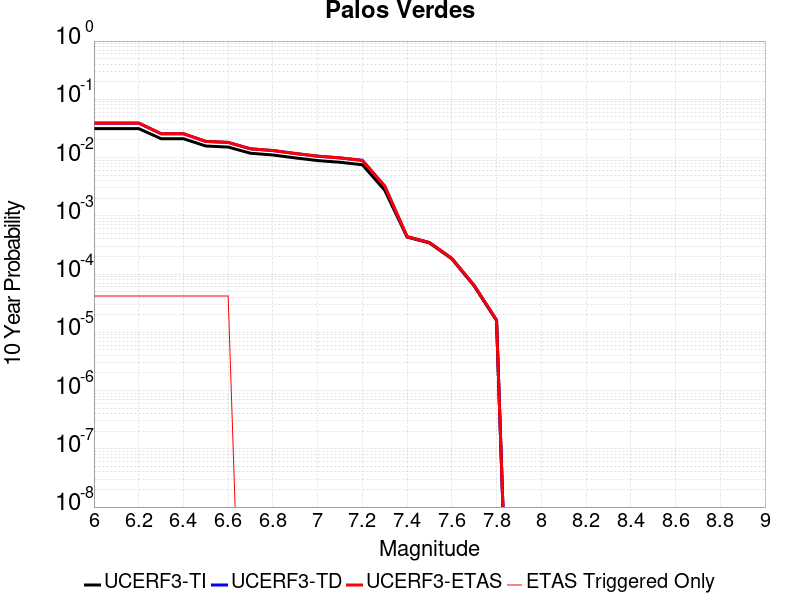 Palos Verdes
10 0
10 -1
10 -2
10 -3
10 -4
10 -5
10 -6
10 -7
10 -8
10 Year Probability
6 6.2 6.4 6.6 6.8 7 7.2 7.4 7.6 7.8 8 8.2 8.4 8.6 8.8 9
Magnitude
UCERF3-TI UCERF3-TD UCERF3-ETAS ETAS Triggered Only